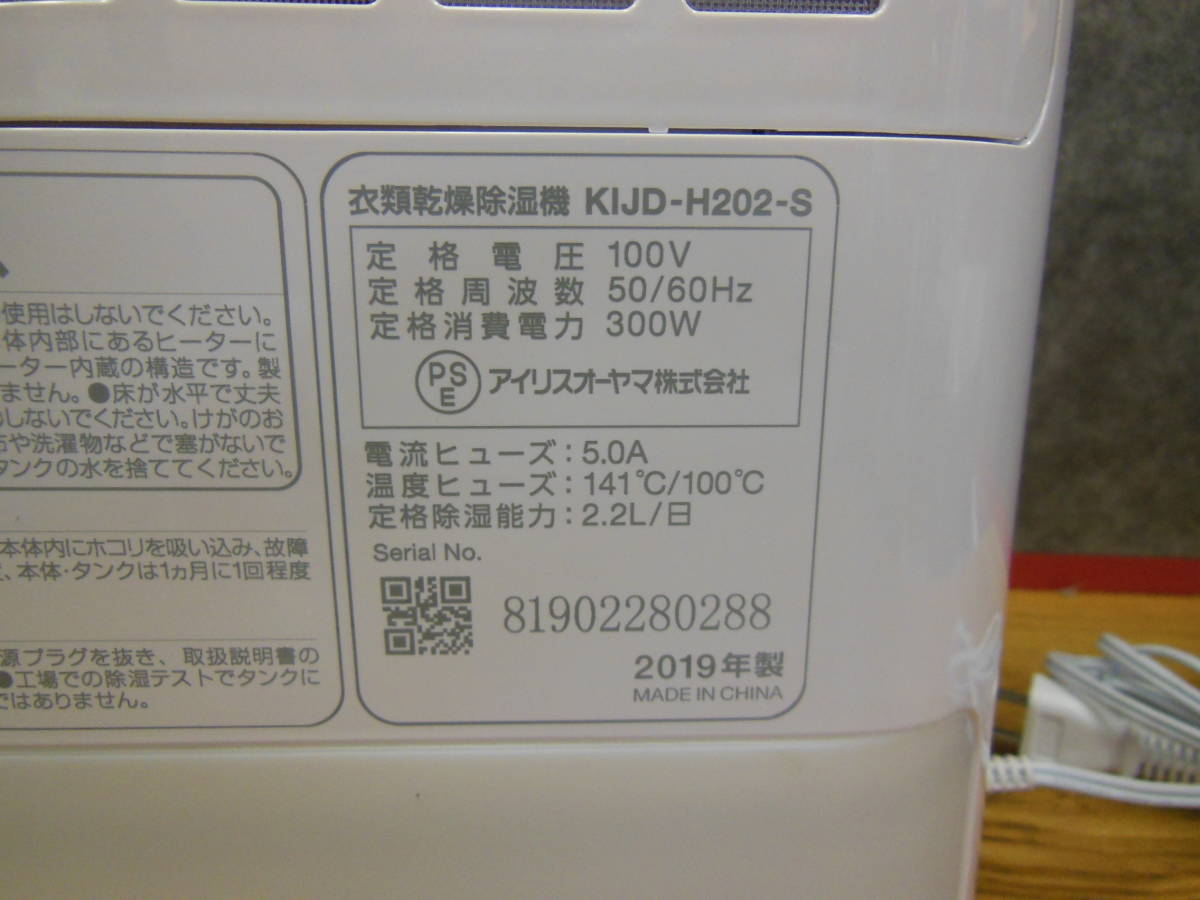 使用はしないでください。
体内部にあるヒーターに
ーター内蔵の構造です。製
ません。●床が水平で丈夫
しないでください。けがのお
や洗濯物などで塞がないで
タンクの水を捨ててください。
本体内にホコリを吸い込み、故障
、本体・タンクは1ヵ月に1回程度
源プラグを抜き、取扱説明書の
●工場での除湿テストでタンクに
ではありません。
衣類乾燥除湿機 KIJD-H202-S
定格電圧 100V
定格周波数 50/60Hz
定格消費電力 300W
PSE アイリスオーヤマ株式会社
電流ヒューズ：5.0A
温度ヒューズ：141℃/100℃
定格除湿能力：2.2L/日
Serial No.
81902280288
2019年製
MADE IN CHINA